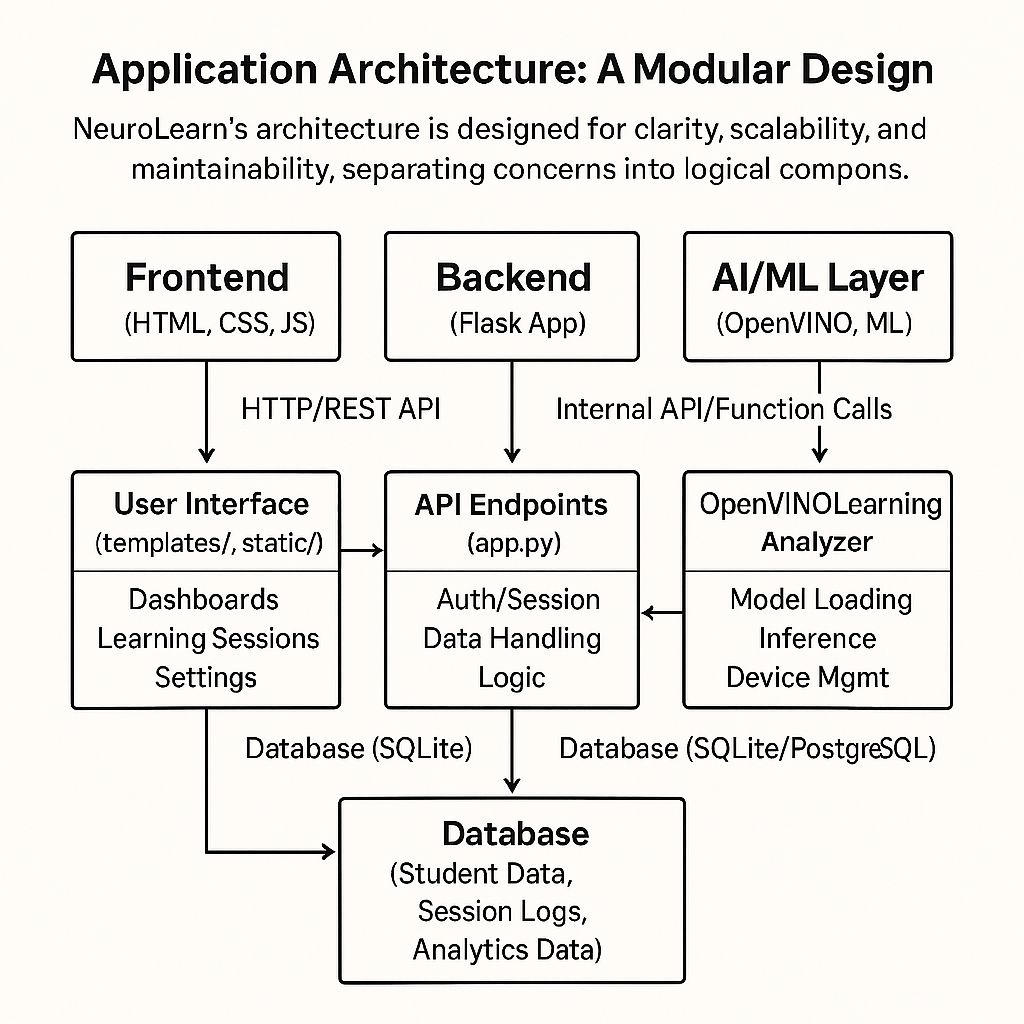 Application Architecture: A Modular Design
NeuroLearn's architecture is designed for clarity, scalability, and
maintainability, separating concerns into logical compons.
Frontend
(HTML, CSS, JS)
Backend
(Flask App)
AI/ML Layer
(OpenVINO, ML)
HTTP/REST API
Internal API/Function Calls
User Interface
(templates/, static/)
Dashboards
Learning Sessions
Settings
API Endpoints
(app.py)
Auth/Session
Data Handling
Logic
OpenVINOLearning
Analyzer
Model Loading
Inference
Device Mgmt
Database (SQLite)
Database (SQLite/PostgreSQL)
Database
(Student Data,
Session Logs,
Analytics Data)